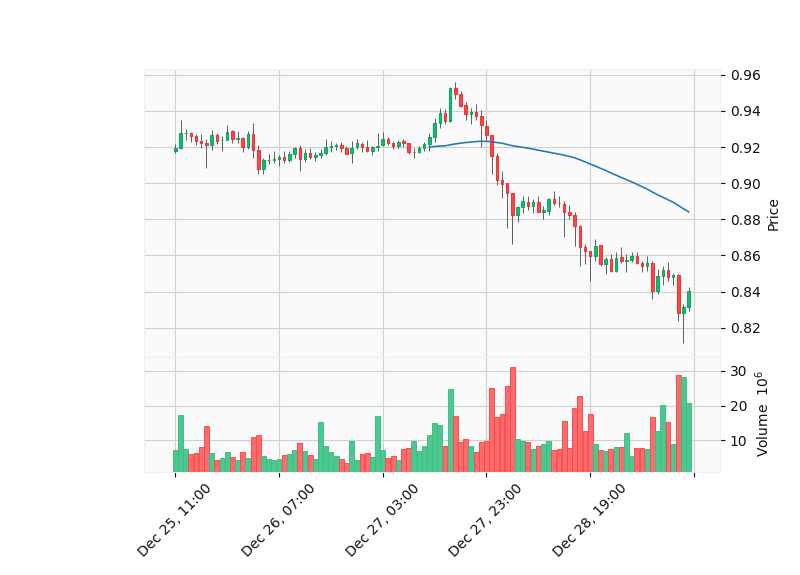 0.96
0.94
0.92
0.90
0.88
0.86
0.84
0.82
Price
30
20
10
Volume 10⁶
Dec 25, 11:00
Dec 26, 07:00
Dec 27, 03:00
Dec 27, 23:00
Dec 28, 19:00